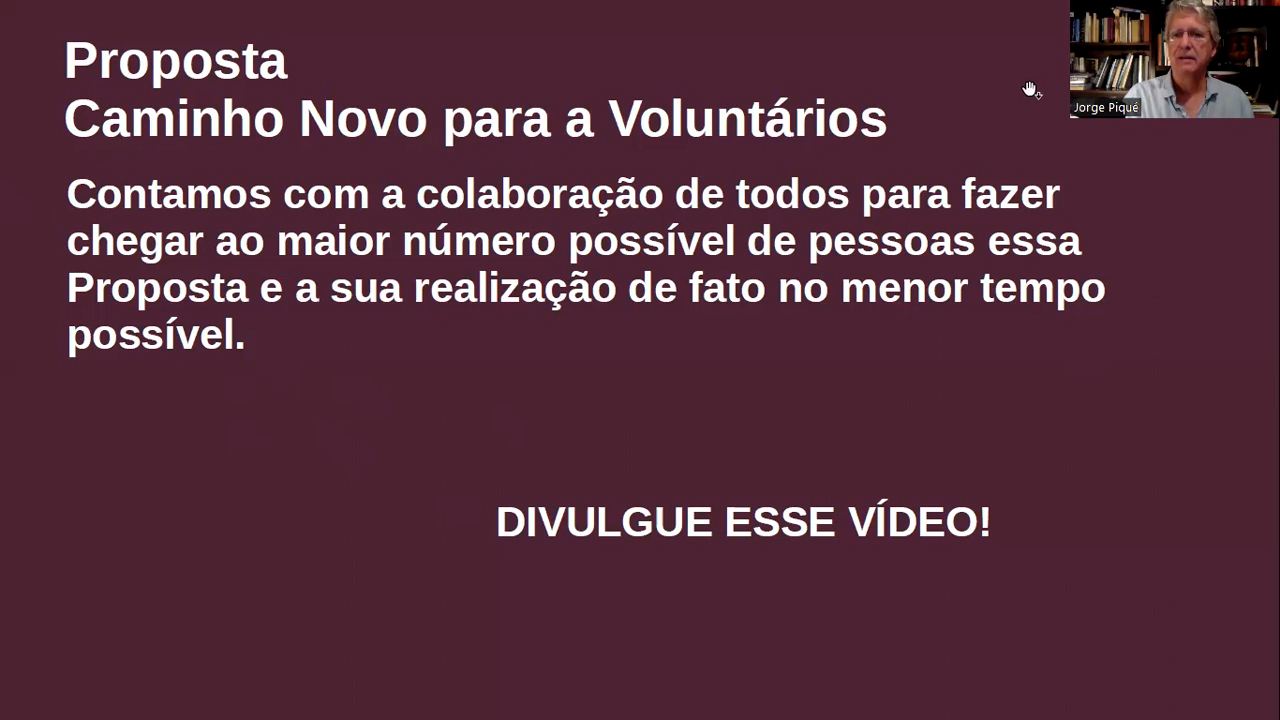 Proposta
Caminho Novo para a Voluntários
Jorge Piqué
Contamos com a colaboração de todos para fazer
chegar ao maior número possível de pessoas essa
Proposta e a sua realização de fato no menor tempo
possível.
DIVULGUE ESSE VÍDEO!